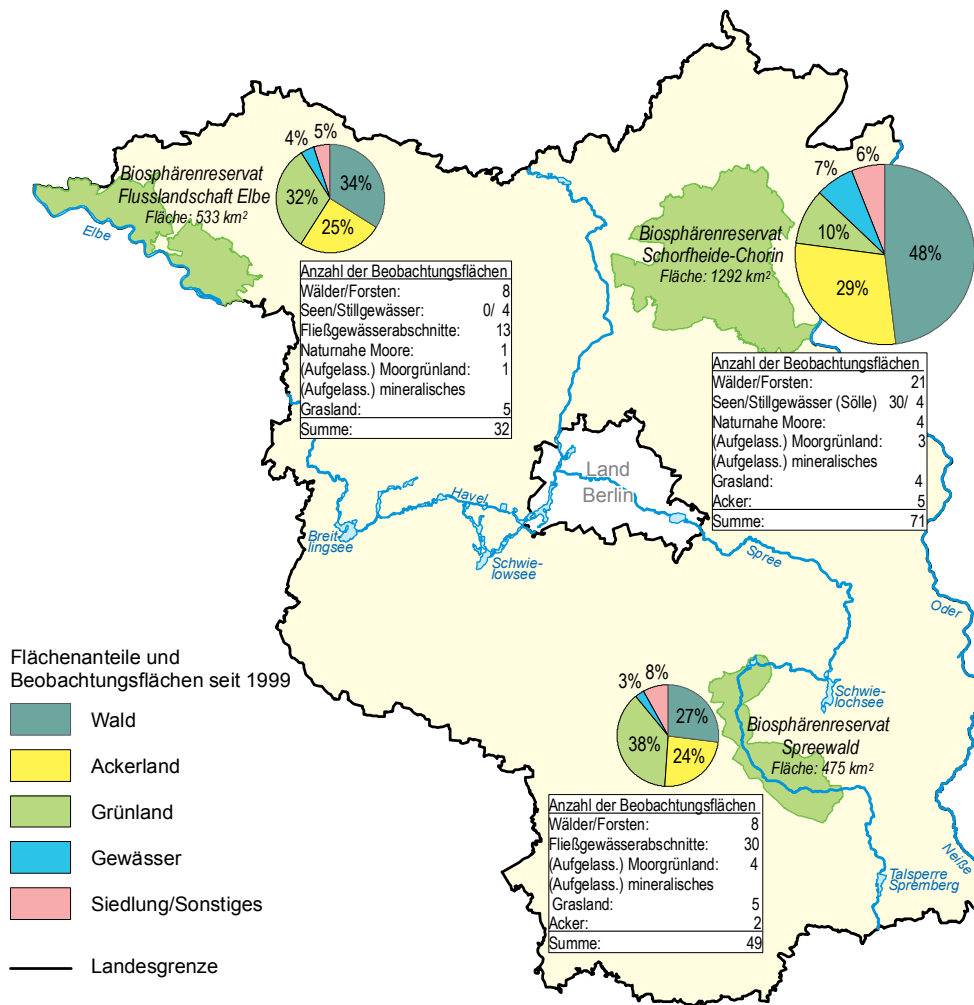 4%
5%
34%
25%
32%
Biosphärenreservat
Flusslandschaft Elbe
Fläche: 533 km²
Elbe
Anzahl der Beobachtungsflächen
Wälder/Forsten: 8
Seen/Stillgewässer: 0/ 4
Fließgewässerabschnitte: 13
Naturnahe Moore: 1
(Aufgelass.) Moorgrünland: 1
(Aufgelass.) mineralisches
Grasland: 5
Summe: 32
7%
6%
10%
48%
29%
Biosphärenreservat
Schorfheide-Chorin
Fläche: 1292 km²
Anzahl der Beobachtungsflächen
Wälder/Forsten: 21
Seen/Stillgewässer (Sölle) 30/ 4
Naturnahe Moore: 4
(Aufgelass.) Moorgrünland: 3
(Aufgelass.) mineralisches
Grasland: 4
Acker: 5
Summe: 71
Land
Berlin
Havel
Breit-
lingsee
Schwie-
lowsee
Spree
Oder
Schwie-
lochsee
Neiße
Talsperre
Spremberg
3%
8%
27%
38%
24%
Biosphärenreservat
Spreewald
Fläche: 475 km²
Anzahl der Beobachtungsflächen
Wälder/Forsten: 8
Fließgewässerabschnitte: 30
(Aufgelass.) Moorgrünland: 4
(Aufgelass.) mineralisches
Grasland: 5
Acker: 2
Summe: 49
Flächenanteile und
Beobachtungsflächen seit 1999
Wald
Ackerland
Grünland
Gewässer
Siedlung/Sonstiges
Landesgrenze